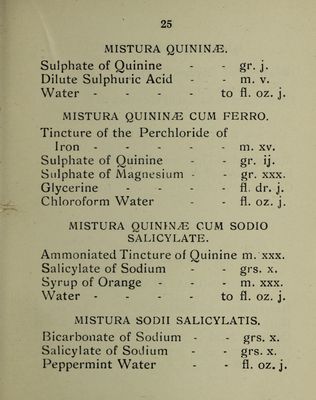 25
MISTURA QUININÆ.
Sulphate of Quinine - - gr. j.
Dilute Sulphuric Acid - - m. v.
Water - - - - to fl. oz. j.
MISTURA QUININÆ CUM FERRO.
Tincture of the Perchloride of
Iron - - - - - m. xv.
Sulphate of Quinine - - gr. ij.
Sulphate of Magnesium - - gr. xxx.
Glycerine - - - - fl. dr. j.
Chloroform Water - - fl. oz. j.
MISTURA QUININÆ CUM SODIO
SALICYLATE.
Ammoniated Tincture of Quinine m. xxx.
Salicylate of Sodium - - grs. x.
Syrup of Orange - - m. xxx.
Water - - - - to fl. oz. j.
MISTURA SODII SALICYLATIS.
Bicarbonate of Sodium - - grs. x.
Salicylate of Sodium - - grs. x.
Peppermint Water - - fl. oz. j.